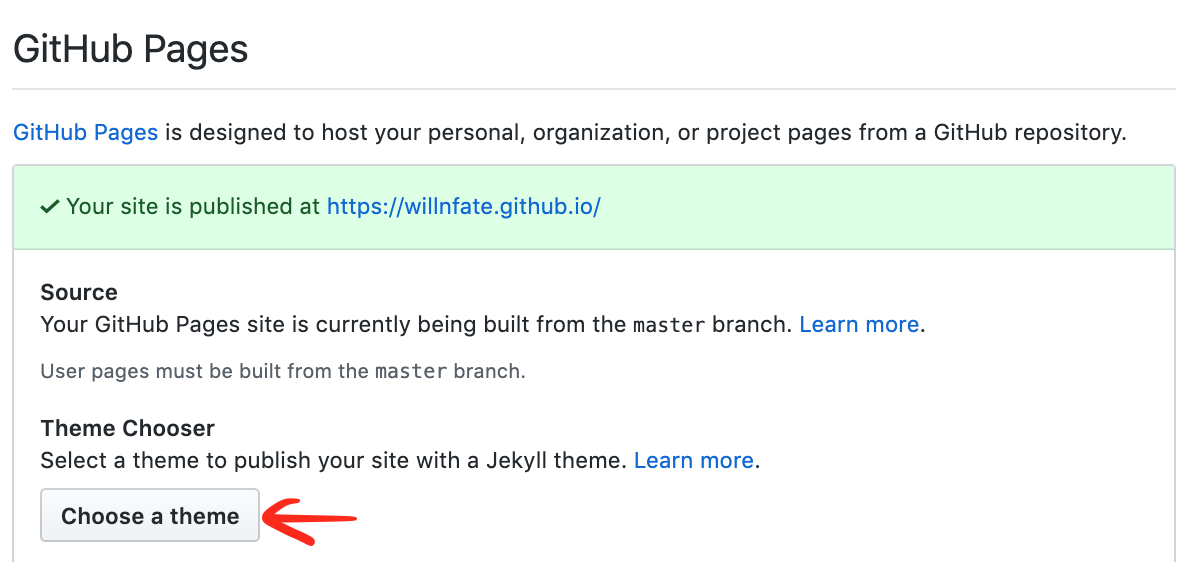 GitHub Pages
GitHub Pages is designed to host your personal, organization, or project pages from a GitHub repository.
Your site is published at https://willnfate.github.io/
Source
Your GitHub Pages site is currently being built from the master branch. Learn more.
User pages must be built from the master branch.
Theme Chooser
Select a theme to publish your site with a Jekyll theme. Learn more.
Choose a theme